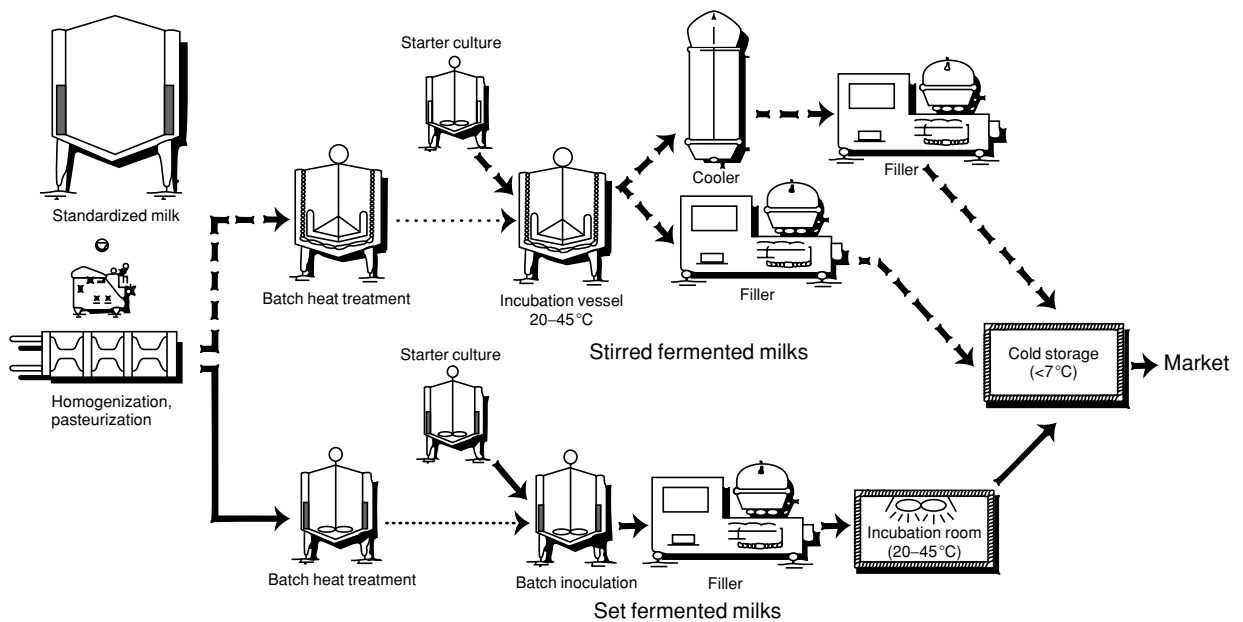 Starter culture
Standardized milk
Cooler
Filler
Batch heat treatment
Incubation vessel
20–45°C
Filler
Stirred fermented milks
Starter culture
Homogenization,
pasteurization
Cold storage
(<7°C)
Market
Batch heat treatment
Batch inoculation
Filler
Incubation room
(20–45°C)
Set fermented milks